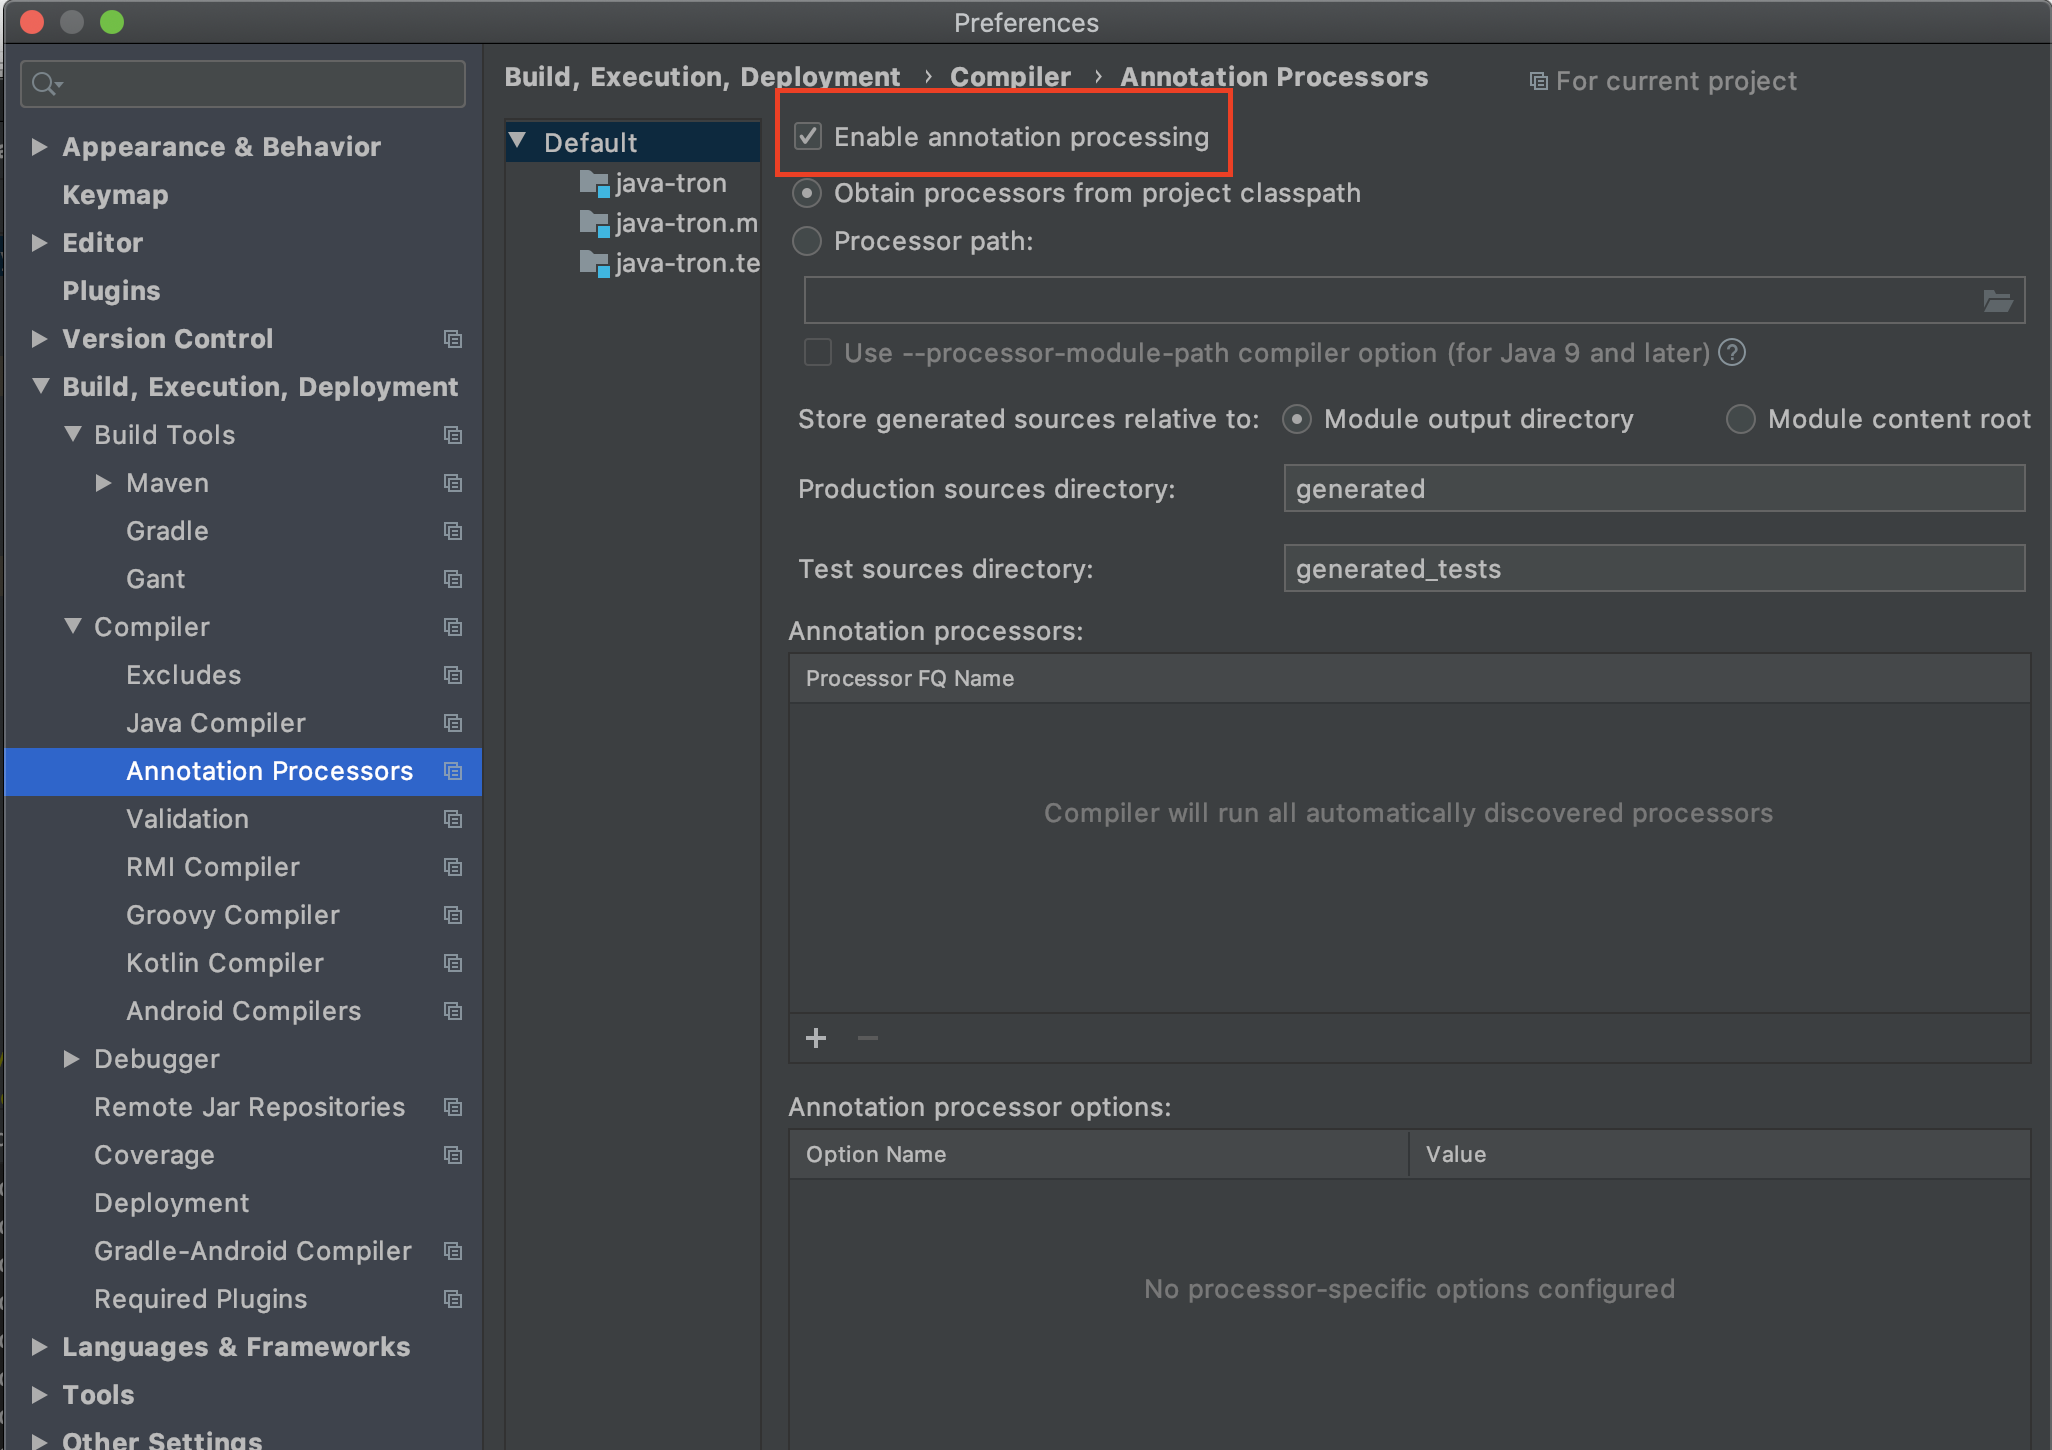 Preferences
Appearance & Behavior
Keymap
Editor
Plugins
Version Control
Build, Execution, Deployment
Build Tools
Maven
Gradle
Gant
Compiler
Excludes
Java Compiler
Annotation Processors
Validation
RMI Compiler
Groovy Compiler
Kotlin Compiler
Android Compilers
Debugger
Remote Jar Repositories
Coverage
Deployment
Gradle-Android Compiler
Required Plugins
Languages & Frameworks
Tools
Other Settings
Build, Execution, Deployment › Compiler › Annotation Processors
For current project
Default
java-tron
java-tron.m
java-tron.te
Enable annotation processing
Obtain processors from project classpath
Processor path:
Use --processor-module-path compiler option (for Java 9 and later) ?
Store generated sources relative to: Module output directory Module content root
Production sources directory: generated
Test sources directory: generated_tests
Annotation processors:
Processor FQ Name
Compiler will run all automatically discovered processors
+ −
Annotation processor options:
Option Name Value
No processor-specific options configured